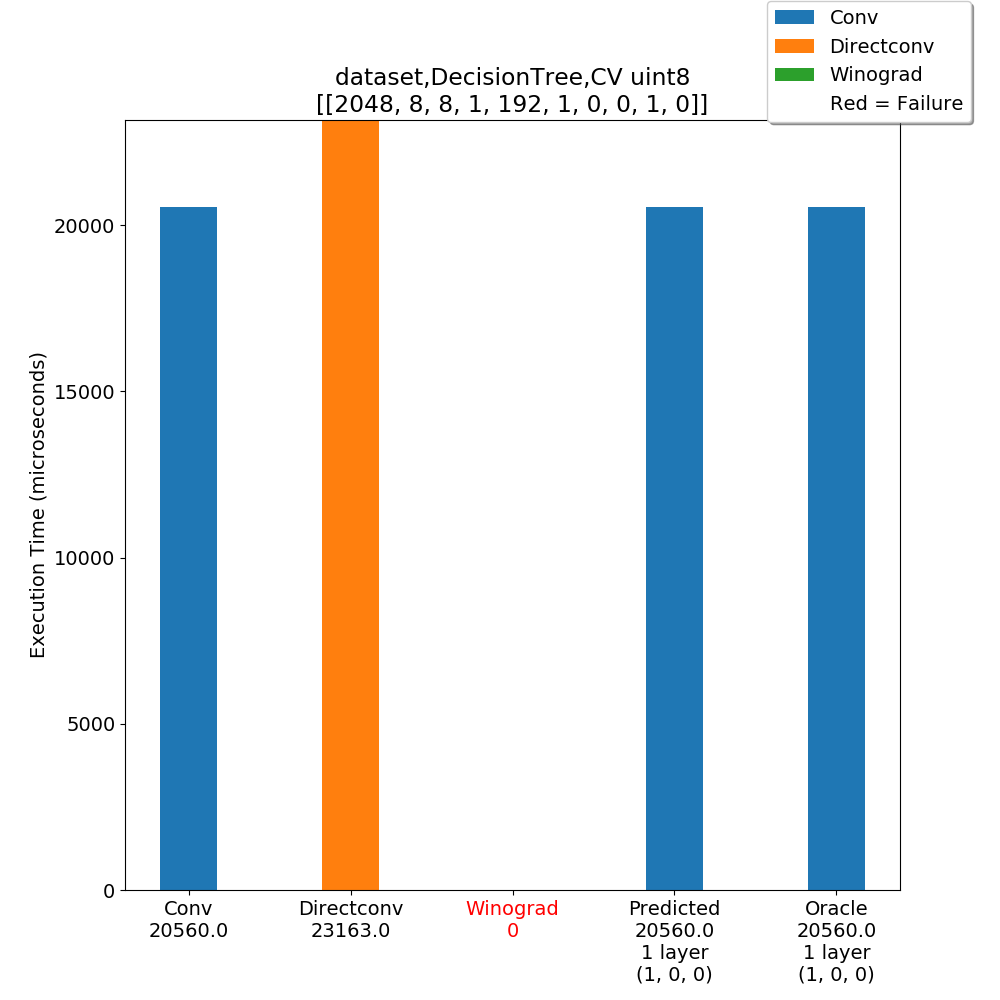 Conv
Directconv
Winograd
Red = Failure
dataset,DecisionTree,CV uint8
[[2048, 8, 8, 1, 192, 1, 0, 0, 1, 0]]
Execution Time (microseconds)
20000
15000
10000
5000
0
Conv
20560.0
Directconv
23163.0
Winograd
0
Predicted
20560.0
1 layer
(1, 0, 0)
Oracle
20560.0
1 layer
(1, 0, 0)